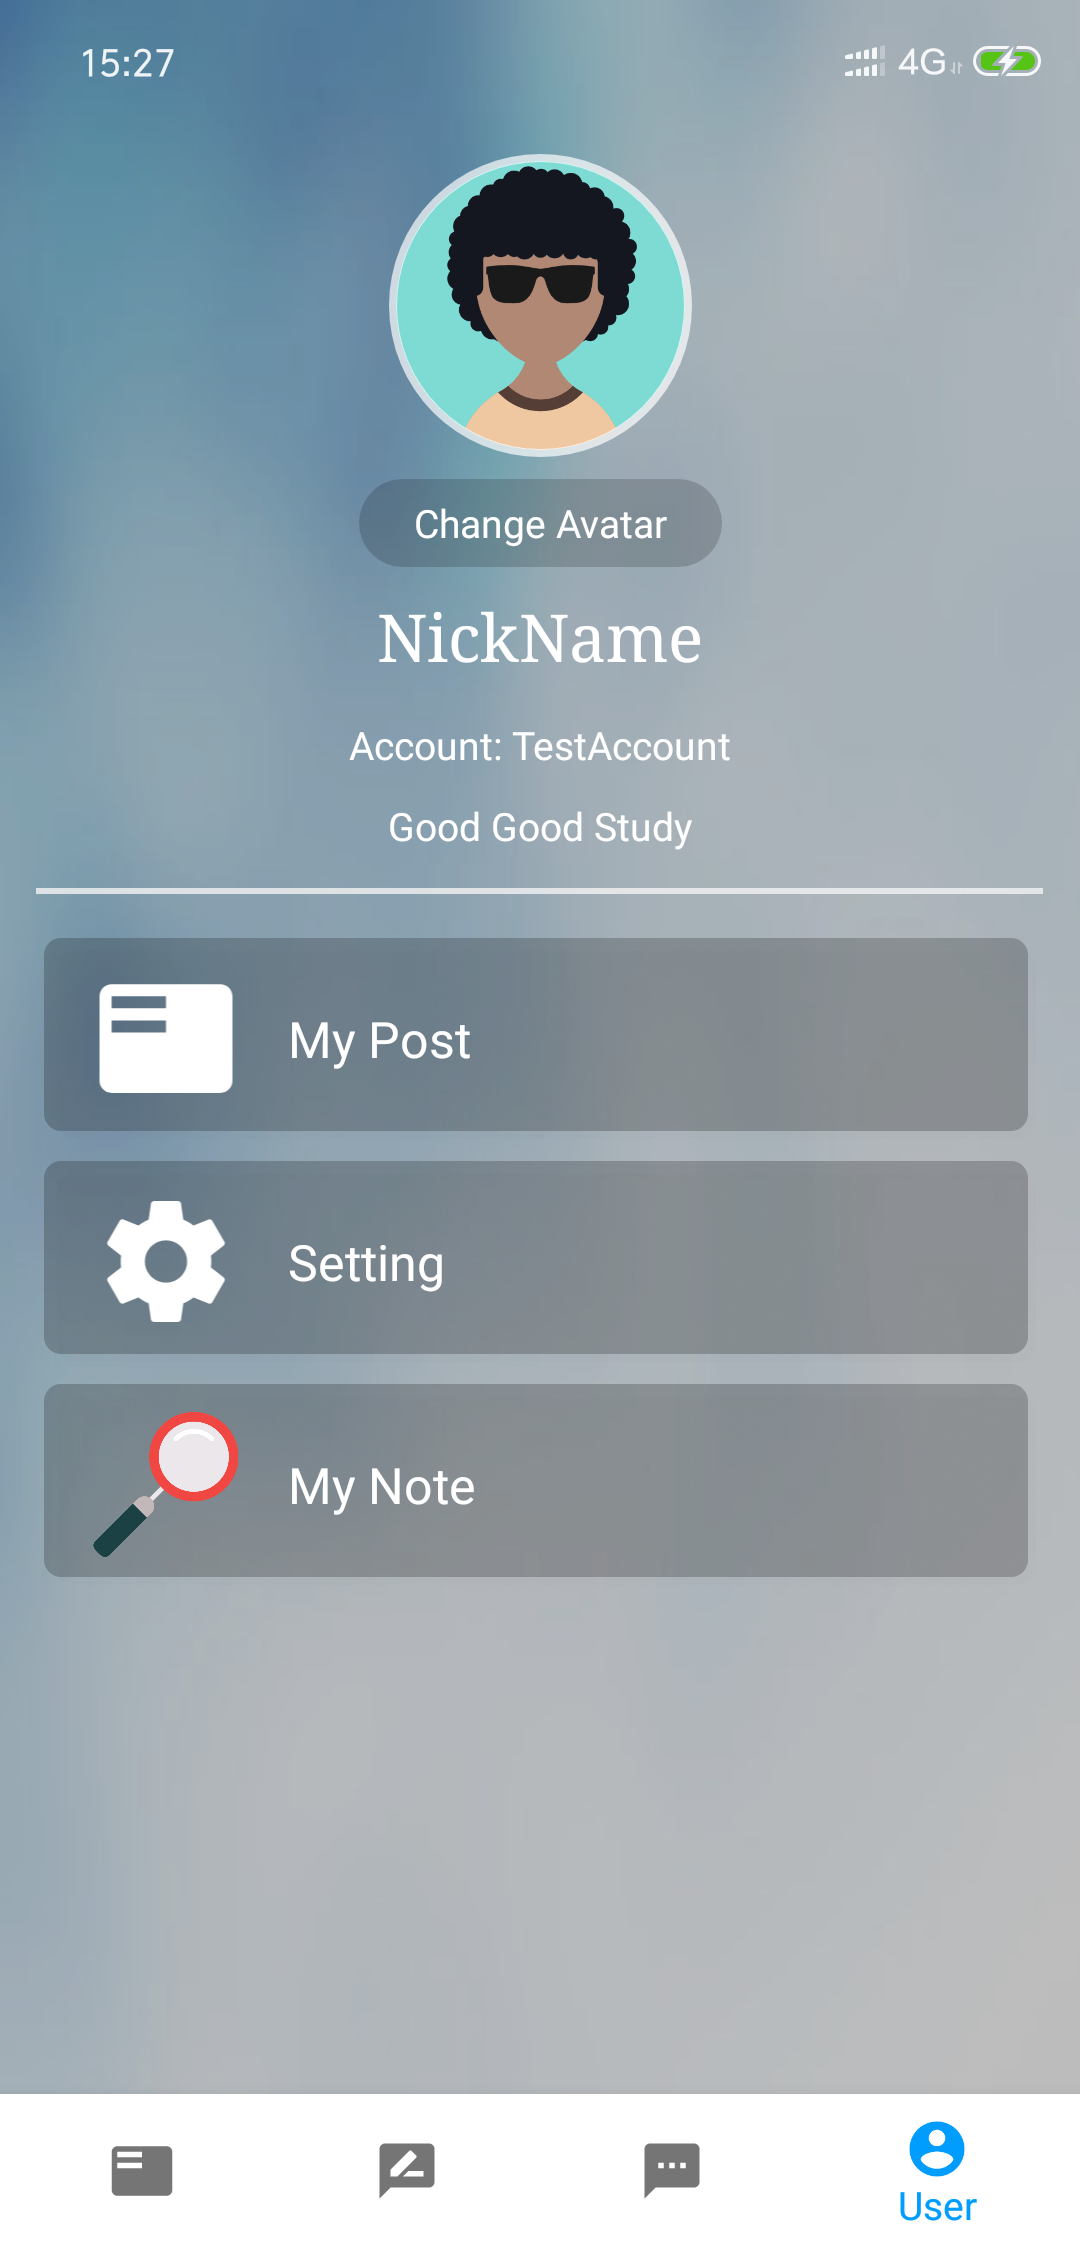 15:27
4G
Change Avatar
NickName
Account: TestAccount
Good Good Study
My Post
Setting
My Note
User